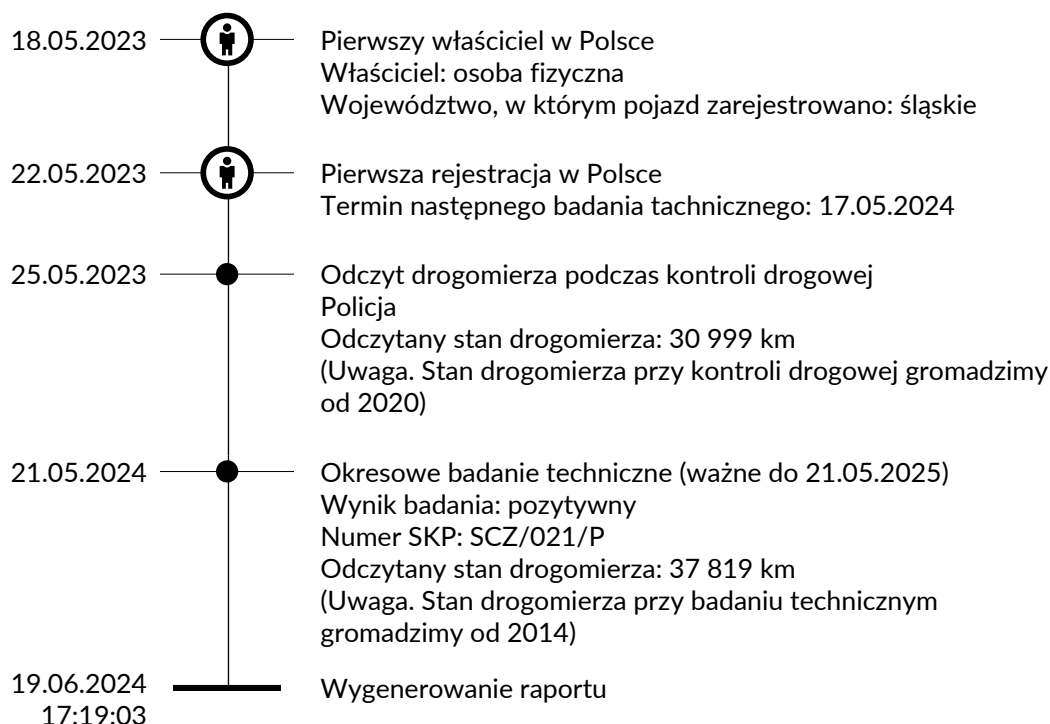 18.05.2023
Pierwszy właściciel w Polsce
Właściciel: osoba fizyczna
Województwo, w którym pojazd zarejestrowano: śląskie
22.05.2023
Pierwsza rejestracja w Polsce
Termin następnego badania tachnicznego: 17.05.2024
25.05.2023
Odczyt drogomierza podczas kontroli drogowej
Policja
Odczytany stan drogomierza: 30 999 km
(Uwaga. Stan drogomierza przy kontroli drogowej gromadzimy
od 2020)
21.05.2024
Okresowe badanie techniczne (ważne do 21.05.2025)
Wynik badania: pozytywny
Numer SKP: SCZ/021/P
Odczytany stan drogomierza: 37 819 km
(Uwaga. Stan drogomierza przy badaniu technicznym
gromadzimy od 2014)
19.06.2024
17:19:03
Wygenerowanie raportu